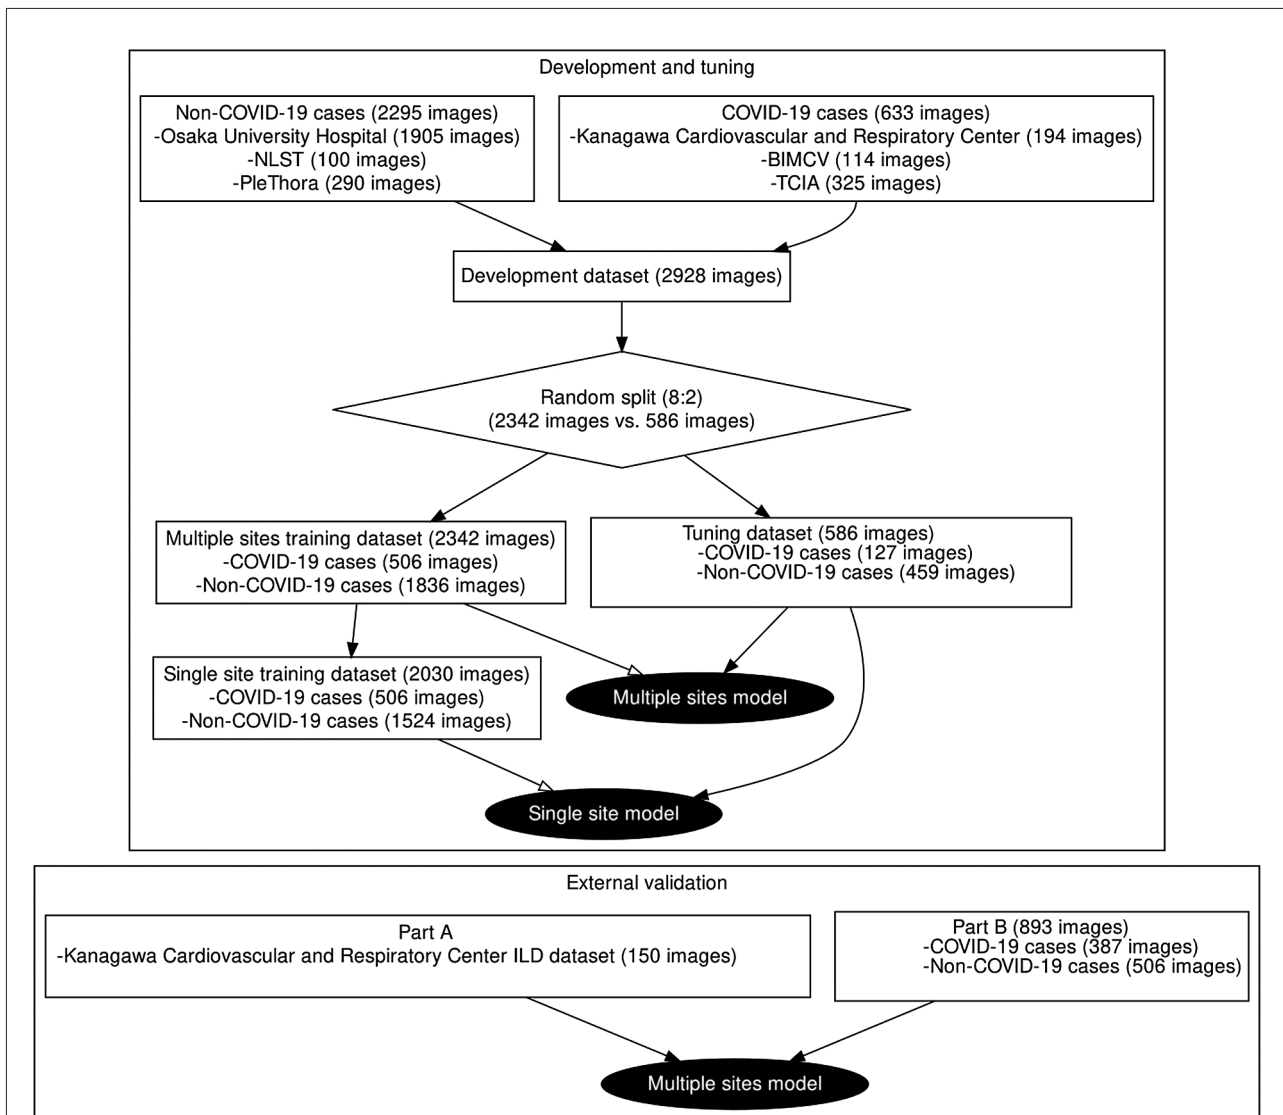 Development and tuning
Non-COVID-19 cases (2295 images)
-Osaka University Hospital (1905 images)
-NLST (100 images)
-PleThora (290 images)
COVID-19 cases (633 images)
-Kanagawa Cardiovascular and Respiratory Center (194 images)
-BIMCV (114 images)
-TCIA (325 images)
Development dataset (2928 images)
Random split (8:2)
(2342 images vs. 586 images)
Multiple sites training dataset (2342 images)
-COVID-19 cases (506 images)
-Non-COVID-19 cases (1836 images)
Tuning dataset (586 images)
-COVID-19 cases (127 images)
-Non-COVID-19 cases (459 images)
Single site training dataset (2030 images)
-COVID-19 cases (506 images)
-Non-COVID-19 cases (1524 images)
Multiple sites model
Single site model
External validation
Part A
-Kanagawa Cardiovascular and Respiratory Center ILD dataset (150 images)
Part B (893 images)
-COVID-19 cases (387 images)
-Non-COVID-19 cases (506 images)
Multiple sites model